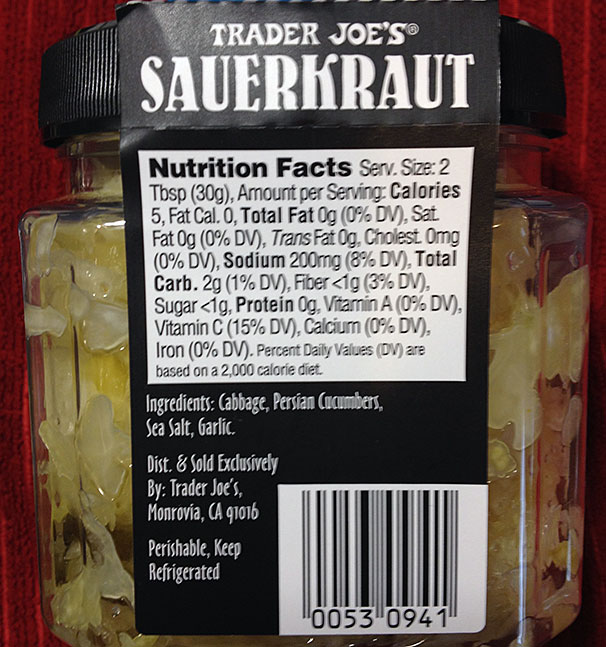 TRADER JOE'S®
SAUERKRAUT
Nutrition Facts Serv. Size: 2
Tbsp (30g), Amount per Serving: Calories
5, Fat Cal. 0, Total Fat 0g (0% DV), Sat.
Fat 0g (0% DV), Trans Fat 0g, Cholest. 0mg
(0% DV), Sodium 200mg (8% DV), Total
Carb. 2g (1% DV), Fiber <1g (3% DV),
Sugar <1g, Protein 0g, Vitamin A (0% DV),
Vitamin C (15% DV), Calcium (0% DV),
Iron (0% DV). Percent Daily Values (DV) are
based on a 2,000 calorie diet.
Ingredients: Cabbage, Persian Cucumbers,
Sea Salt, Garlic.
Dist. & Sold Exclusively
By: Trader Joe's,
Monrovia, CA 91016
Perishable, Keep
Refrigerated
0053 0941